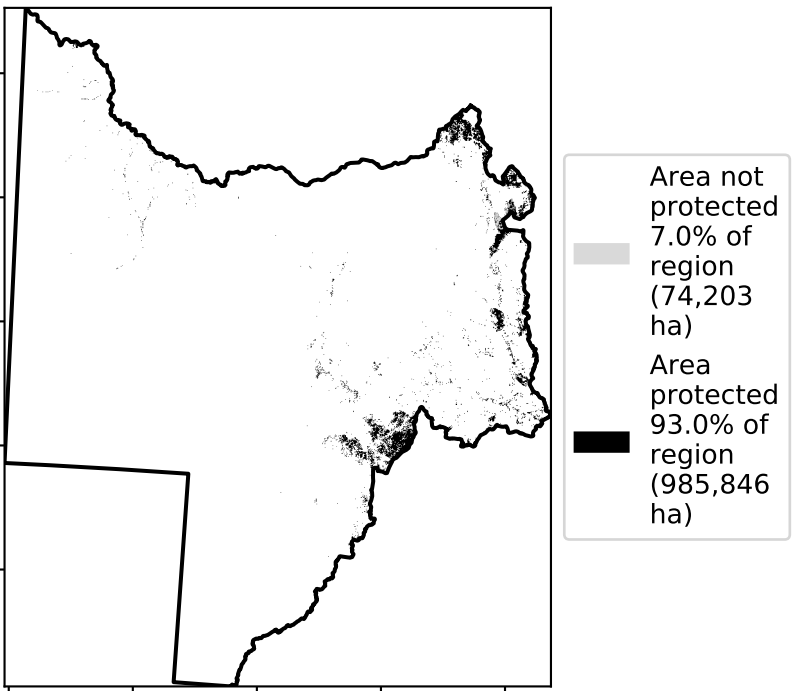 Area not
protected
7.0% of
region
(74,203
ha)
Area
protected
93.0% of
region
(985,846
ha)